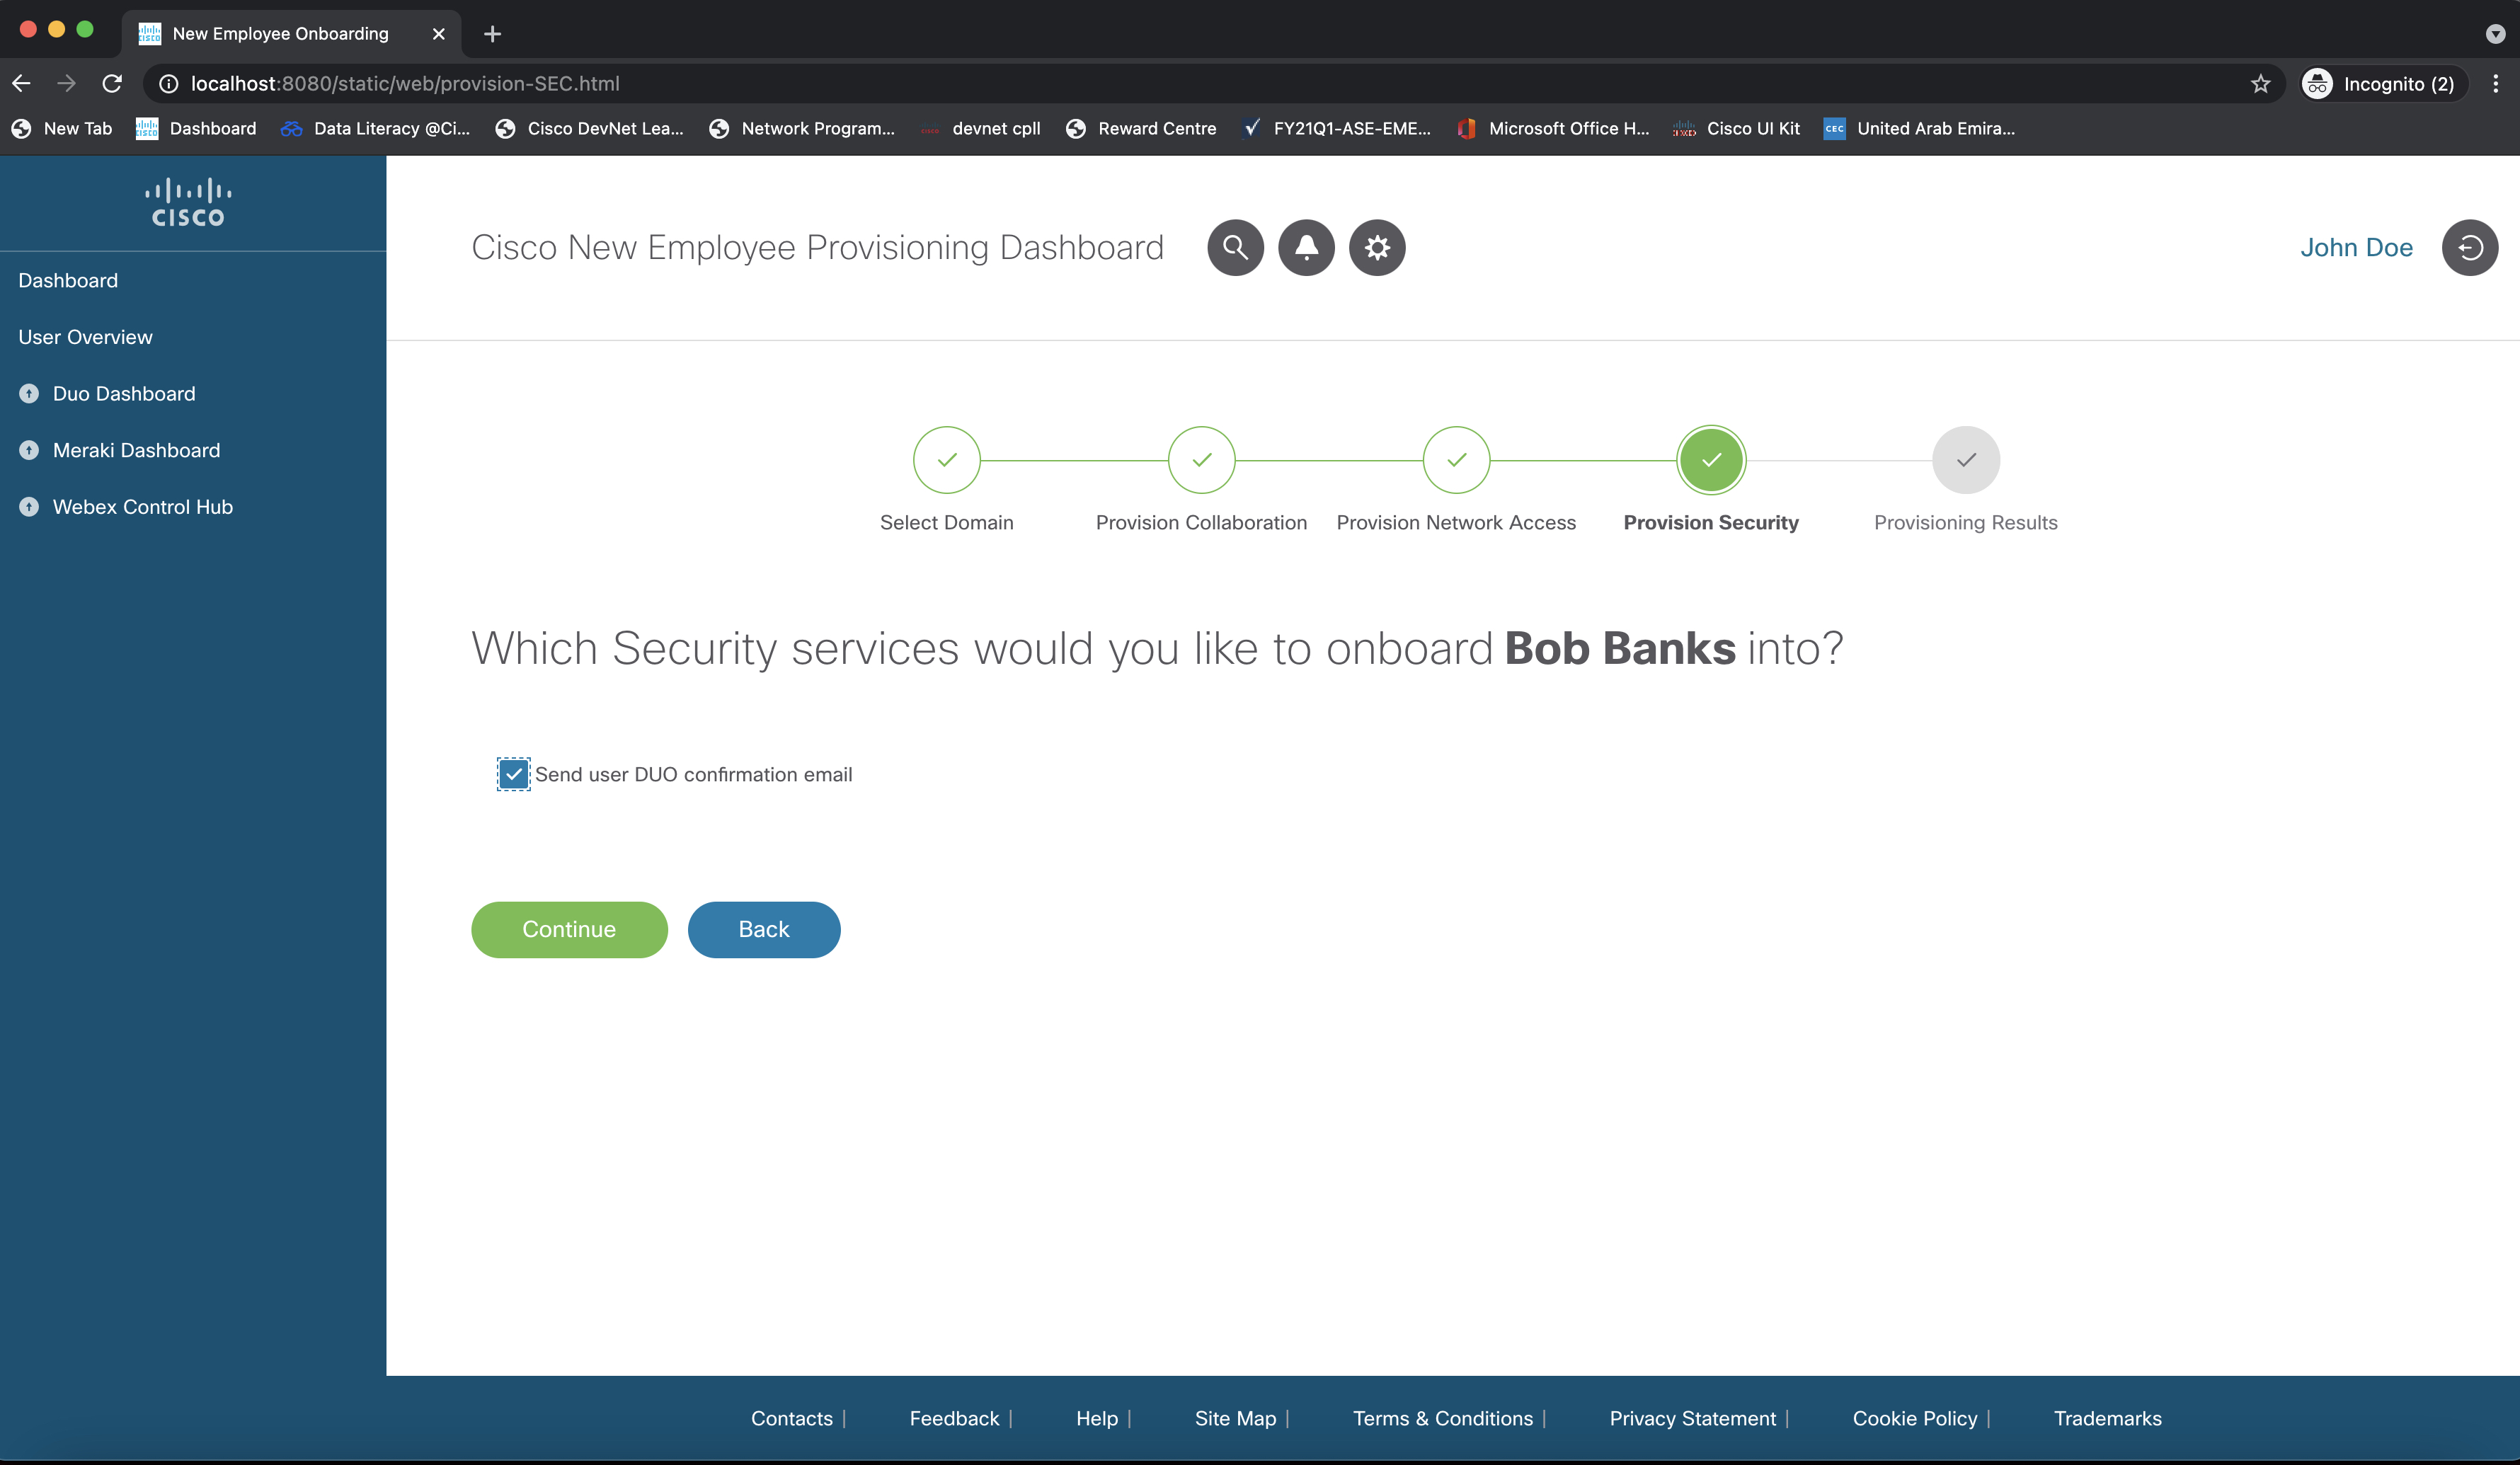 New Employee Onboarding
localhost:8080/static/web/provision-SEC.html
Incognito (2)
New Tab
Dashboard
Data Literacy @Ci...
Cisco DevNet Lea...
Network Program...
devnet cpll
Reward Centre
FY21Q1-ASE-EME...
Microsoft Office H...
Cisco UI Kit
CEC
United Arab Emira...
CISCO
Dashboard
User Overview
Duo Dashboard
Meraki Dashboard
Webex Control Hub
Cisco New Employee Provisioning Dashboard
John Doe
Select Domain
Provision Collaboration
Provision Network Access
Provision Security
Provisioning Results
Which Security services would you like to onboard Bob Banks into?
Send user DUO confirmation email
Continue
Back
Contacts |
Feedback |
Help |
Site Map |
Terms & Conditions |
Privacy Statement |
Cookie Policy |
Trademarks